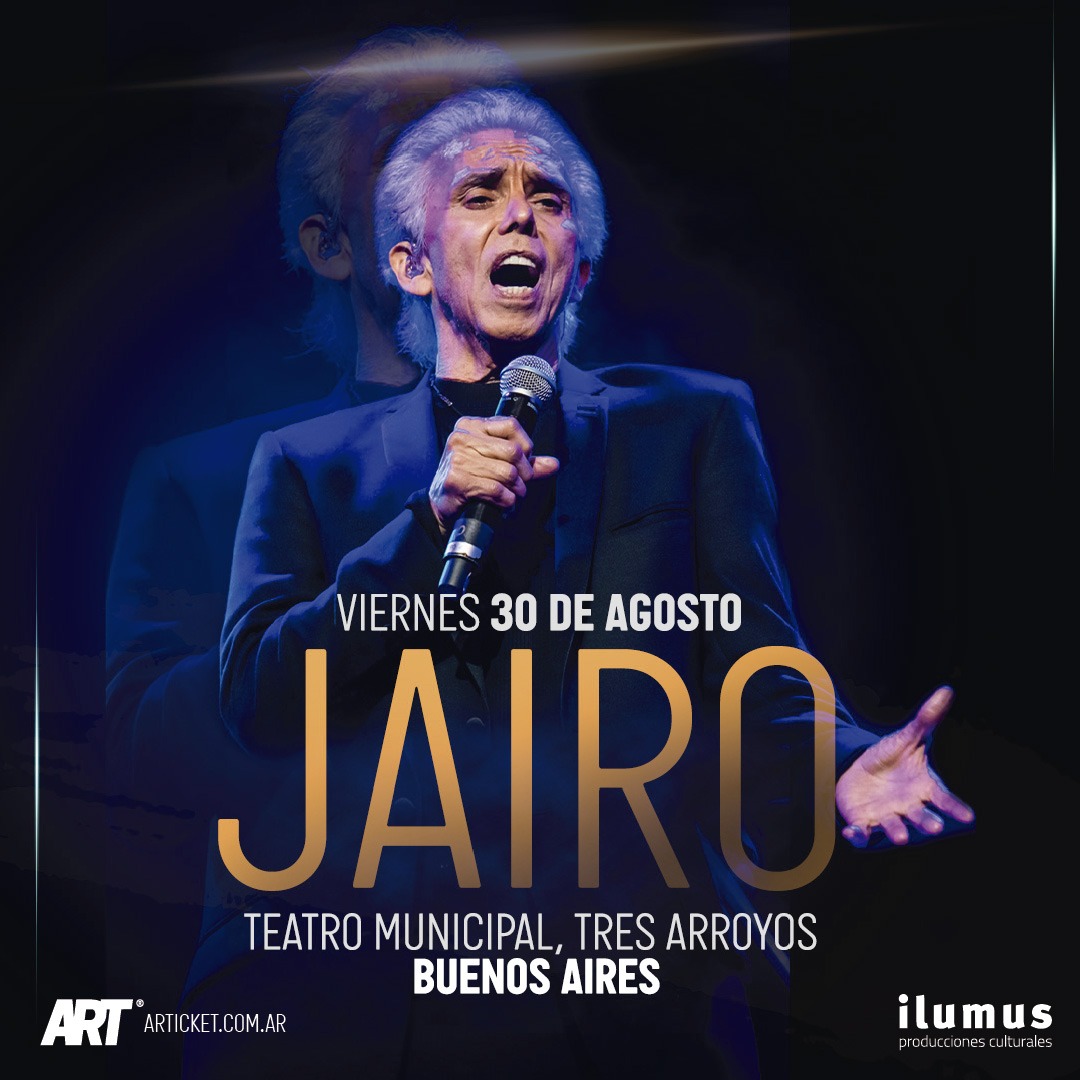 VIERNES 30 DE AGOSTO
JAIRO
TEATRO MUNICIPAL, TRES ARROYOS
BUENOS AIRES
ART® ARTICKET.COM.AR
ilumus
producciones culturales